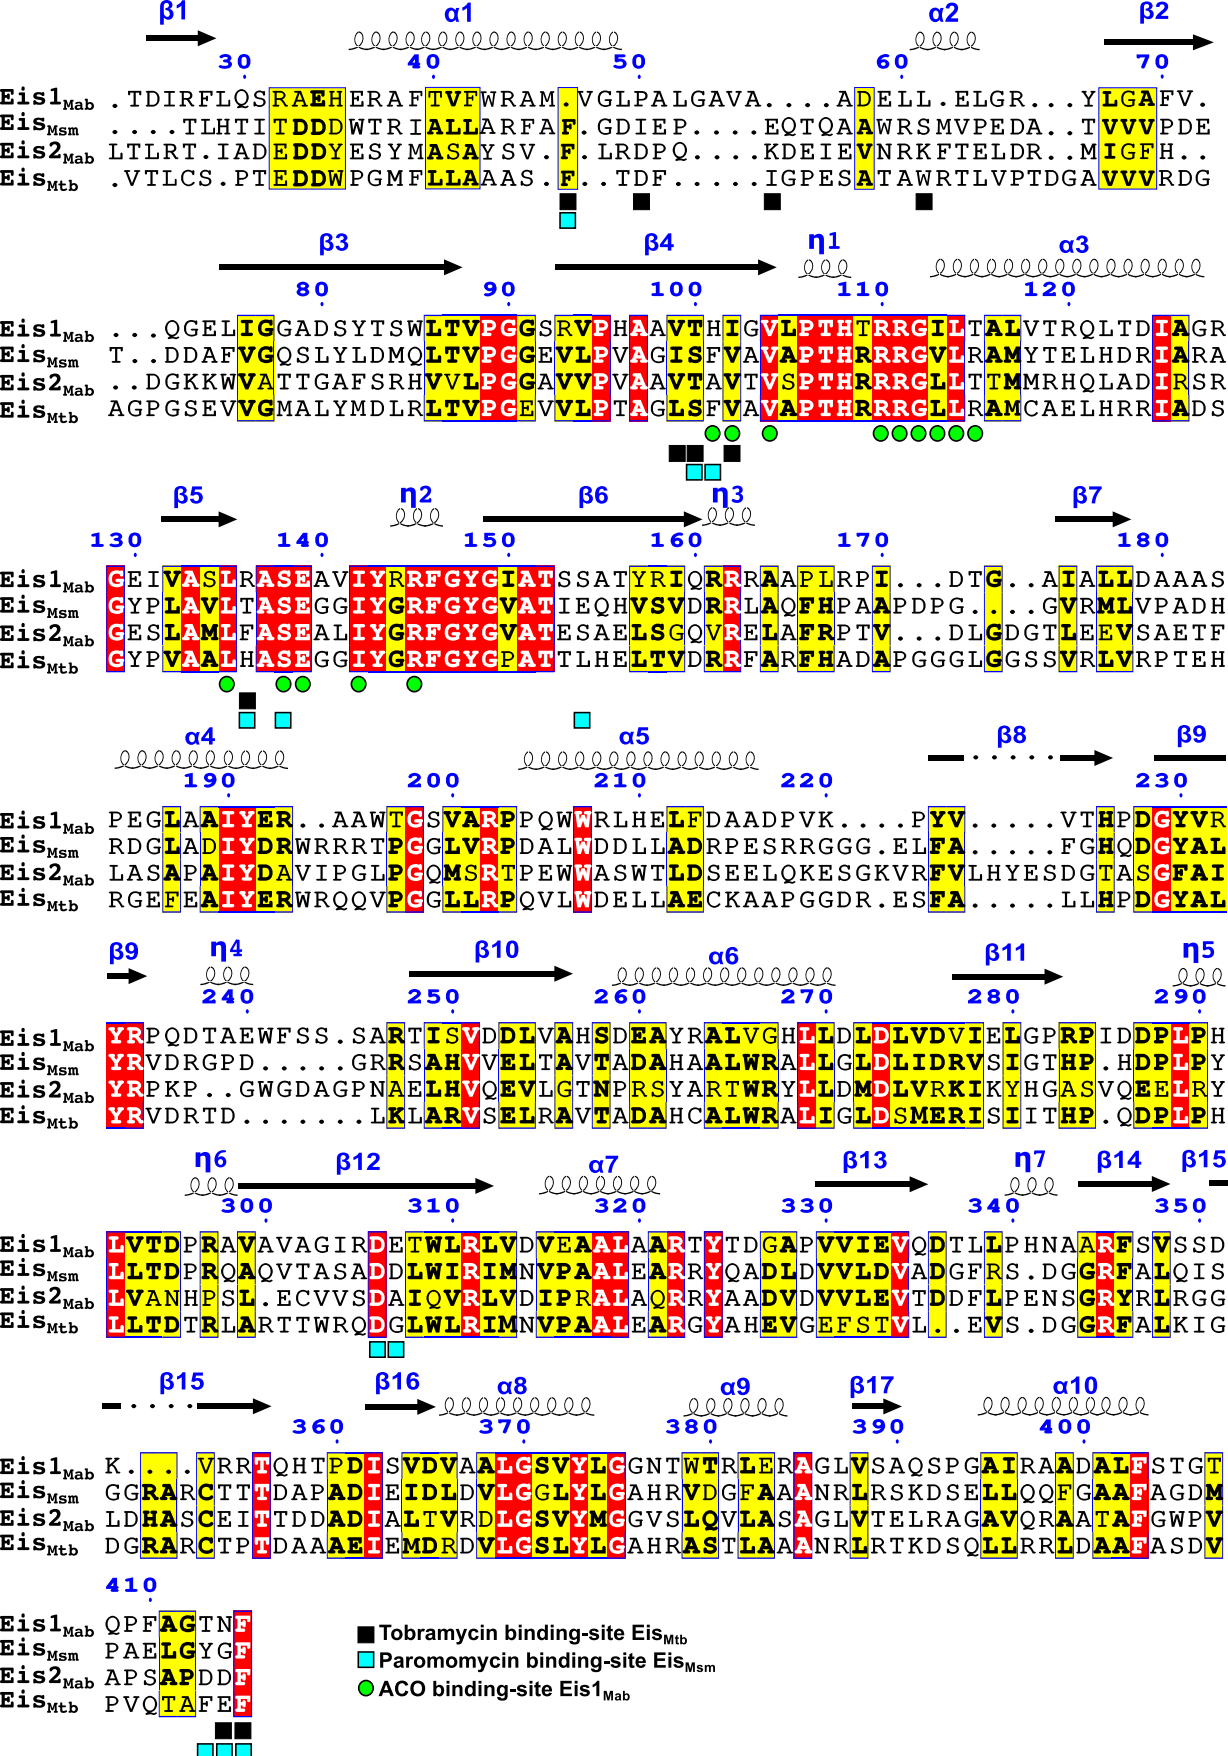 β1 α1 α2 β2
30 40 50 60 70
Eis1Mab .TDIRFLQSRAEHERAFTVFWRAM.VGLPALGAVA....ADELL.ELGR...YLGAFV.
EisMsm ....TLHTITDDDWTRIALLARFAF.GDIEP....EQTQAAWRSMVPEDA..TVVVPDE
Eis2Mab LTLRT.IADEDDYESYMASAYSV.F.LRDPQ....KDEIEVNRKFTELDR..MIGFH..
EisMtb .VTLCS.PTEDDWPGMFLLAAAS.F..TDF.....IGPESATAWRTLVPTDGAVVVRDG
β3 β4 η1 α3
80 90 100 110 120
Eis1Mab ...QGELIGGADSYTSWLTVPGGSRVPHAAVTHIGVLPTHTRRGILTALVTRQLTDIAGR
EisMsm T..DDAFVGQSLYLDMQLTVPGGEVLPVAGISFVAVAPTHRRRGVLRAMYTELHDRIARA
Eis2Mab ..DGKKWVATTGAFSRHVVLPGGAVVPVAAVTAVTVSPTHRRRGLLTTMMRHQLADIRSR
EisMtb AGPGSEVVGMALYMDLRLTVPGEVVLPTAGLSFVAVAPTHRRRGLLRAMCAELHRRIADS
β5 η2 β6 η3 β7
130 140 150 160 170 180
Eis1Mab GEIVASLRASEAVIYRRFGYGIATSSATYRIQRRRAAPLRPI...DTG..AIALLDAAAS
EisMsm GYPLAVLTASEGGIYGRFGYGVATIEQHVSVDRRLAQFHPAAPDPG....GVRMLVPADH
Eis2Mab GESLAMLFASEALIYGRFGYGVATESAELSGQVRELAFRPTV...DLGDGTLEEVSAETF
EisMtb GYPVAALHASEGGIYGRFGYGPATTLHELTVDRRFARFHADAPGGGLGGSSVRLVRPTEH
α4 α5 β8 β9
190 200 210 220 230
Eis1Mab PEGLAAIYER..AAWTGSVARPPQWWRLHELFDAADPVK....PYV.....VTHPDGYVR
EisMsm RDGLADIYDRWRRRTPGGLVRPDALWDDLLADRPESRRGGG.ELFA.....FGHQDGYAL
Eis2Mab LASAPAIYDAVIPGLPGQMSRTPEWWASWTLDSEELQKESGKVRFVLHYESDGTASGFAI
EisMtb RGEFEAIYERWRQQVPGGLLRPQVLWDELLAECKAAPGGDRESFA.....LLHPDGYAL
β9 η4 β10 α6 β11 η5
240 250 260 270 280 290
Eis1Mab YRPQDTAEWFSS.SARTISVDDLVAHSDEAYRALVGHLLDLDLVDVIELGPRPIDDPLPH
EisMsm YRVDRGPD.....GRRSAHVVELTAVTADAHAALWRALLGLDLIDRVSIGTHP.HDPLPY
Eis2Mab YRPKP..GWGDAGPNAELHVQEVLGTNPRSYARTWRYLLDMDLVRKIKYHGASVQEELRY
EisMtb YRVDRTD.......LKLARVSELRAVTADAHCALWRALIGLDSMERISIITHP.QDPLPH
η6 β12 α7 β13 η7 β14 β15
300 310 320 330 340 350
Eis1Mab LVTDPRAVAVAGIRDETWLRLVDVEAALAARTYTDGAPVVIEVQDTLLPHNAARFSVSSD
EisMsm LLTDPRQAQVTASADDLWIRIMNVPAALEARRYQADLDVVLDVADGFRS.DGGRFALQIS
Eis2Mab LVANHPSL.ECVVSDAIQVRLVDIPRALAQRRYAADVDVVLEVTDDFLPENSGRYRLRGG
EisMtb LLTDTRLARTTWRQDGLWLRIMNVPAALEARGYAHEVGEFSTVL..EVS.DGGRFALKIG
β15 β16 α8 α9 β17 α10
360 370 380 390 400
Eis1Mab K....VRRTQHTPDISVDVAALGSVYLGGNTWTRLERAGLVSAQSPGAIRAADALFSTGT
EisMsm GGRARCTTTDAPADIEIDLDVLGGLYLGAHRVDGFAAANRLRSKDSELLQQFGAAFAGDM
Eis2Mab LDHASCEITTDDADIALTVRDLGSVYMGGVSLQVLASAGLVTELRAGAVQRAATAFGWPV
EisMtb DGRARCTPTDAAAEIEMDRDVLGSLYLGAHRASTLAAANRLRTKDSQLLRRLDAAFASDV
410
Eis1Mab QPFAGTNF
EisMsm PAELGYGF
Eis2Mab APSAPDDF
EisMtb PVQTAFEF
Tobramycin binding-site EisMtb
Paromomycin binding-site EisMsm
ACO binding-site Eis1Mab